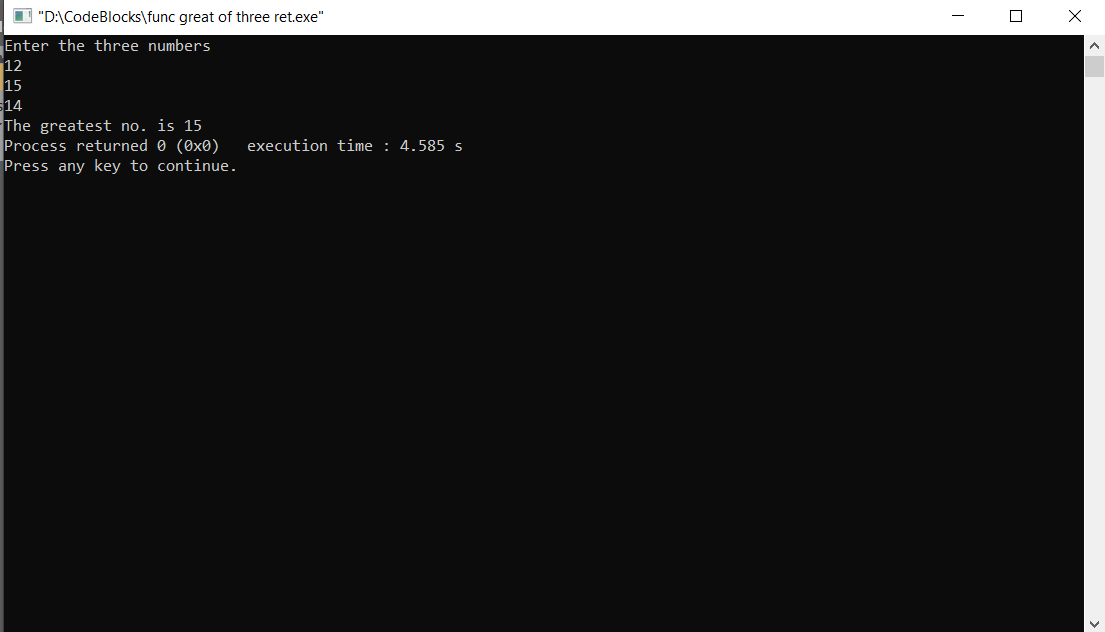 "D:\CodeBlocks\func great of three ret.exe"
Enter the three numbers
12
15
14
The greatest no. is 15
Process returned 0 (0x0)   execution time : 4.585 s
Press any key to continue.